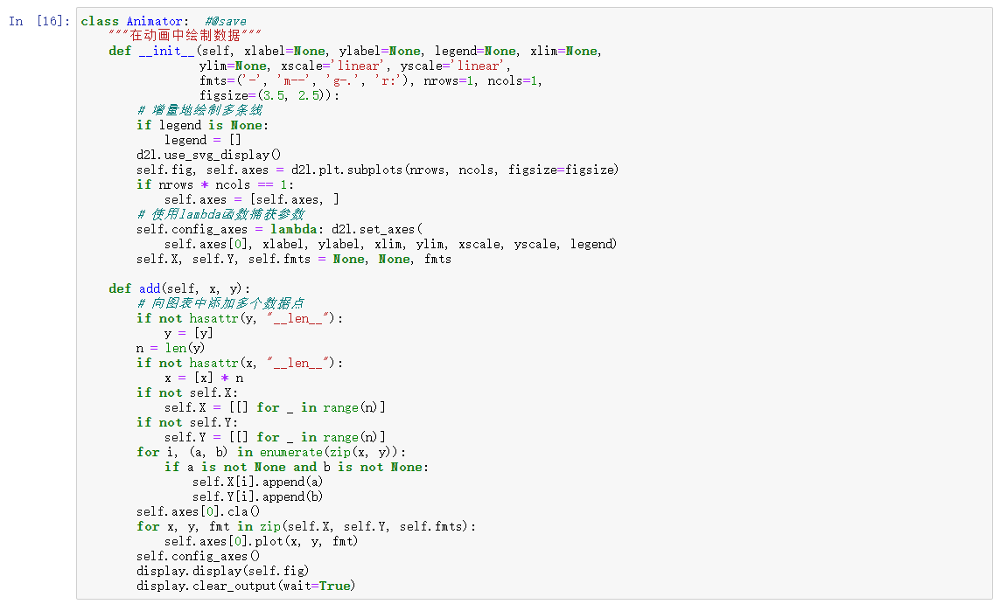 In [16]: class Animator:  #@save
    """在动画中绘制数据"""
    def __init__(self, xlabel=None, ylabel=None, legend=None, xlim=None,
                 ylim=None, xscale='linear', yscale='linear',
                 fmts=('-', 'm--', 'g-.', 'r:'), nrows=1, ncols=1,
                 figsize=(3.5, 2.5)):
        # 增量地绘制多条线
        if legend is None:
            legend = []
        d2l.use_svg_display()
        self.fig, self.axes = d2l.plt.subplots(nrows, ncols, figsize=figsize)
        if nrows * ncols == 1:
            self.axes = [self.axes, ]
        # 使用lambda函数捕获参数
        self.config_axes = lambda: d2l.set_axes(
            self.axes[0], xlabel, ylabel, xlim, ylim, xscale, yscale, legend)
        self.X, self.Y, self.fmts = None, None, fmts

    def add(self, x, y):
        # 向图表中添加多个数据点
        if not hasattr(y, "__len__"):
            y = [y]
        n = len(y)
        if not hasattr(x, "__len__"):
            x = [x] * n
        if not self.X:
            self.X = [[] for _ in range(n)]
        if not self.Y:
            self.Y = [[] for _ in range(n)]
        for i, (a, b) in enumerate(zip(x, y)):
            if a is not None and b is not None:
                self.X[i].append(a)
                self.Y[i].append(b)
        self.axes[0].cla()
        for x, y, fmt in zip(self.X, self.Y, self.fmts):
            self.axes[0].plot(x, y, fmt)
        self.config_axes()
        display.display(self.fig)
        display.clear_output(wait=True)